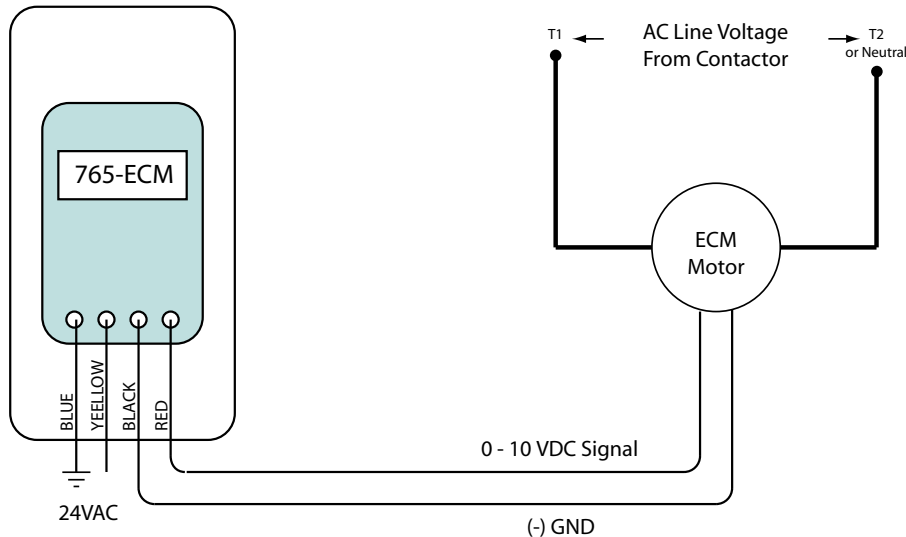 T1
AC Line Voltage
From Contactor
T2
or Neutral
765-ECM
ECM
Motor
BLUE
YEELLOW
BLACK
RED
0 - 10 VDC Signal
24VAC
(-) GND